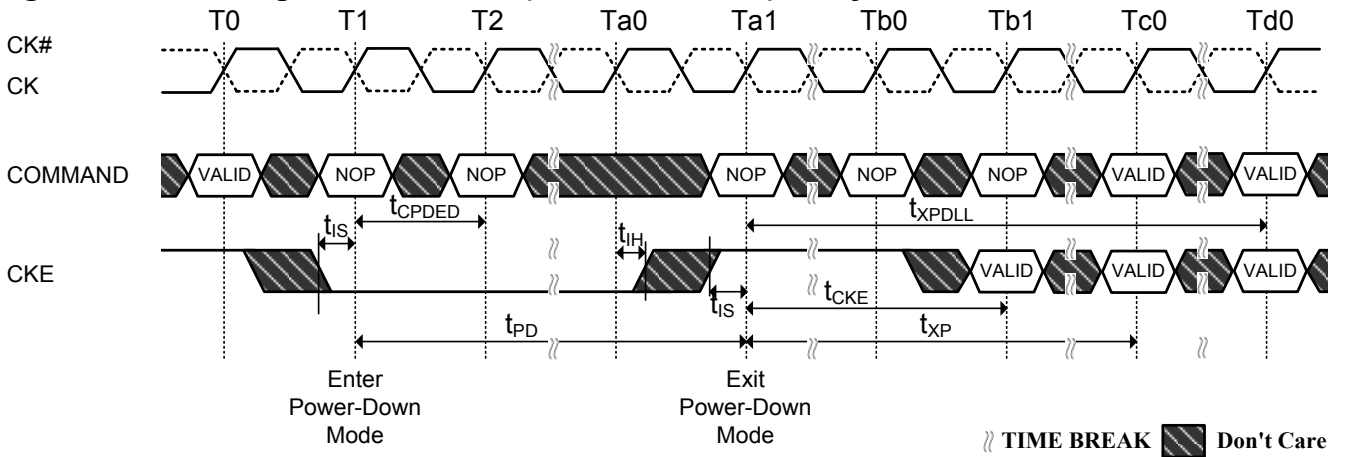 T0 T1 T2 Ta0 Ta1 Tb0 Tb1 Tc0 Td0
CK#
CK
COMMAND VALID NOP NOP NOP NOP NOP VALID VALID
tCPDED tXPDLL
tIS tIH
CKE VALID VALID VALID
tIS tCKE
tPD tXP
Enter Power-Down Mode
Exit Power-Down Mode
TIME BREAK Don't Care